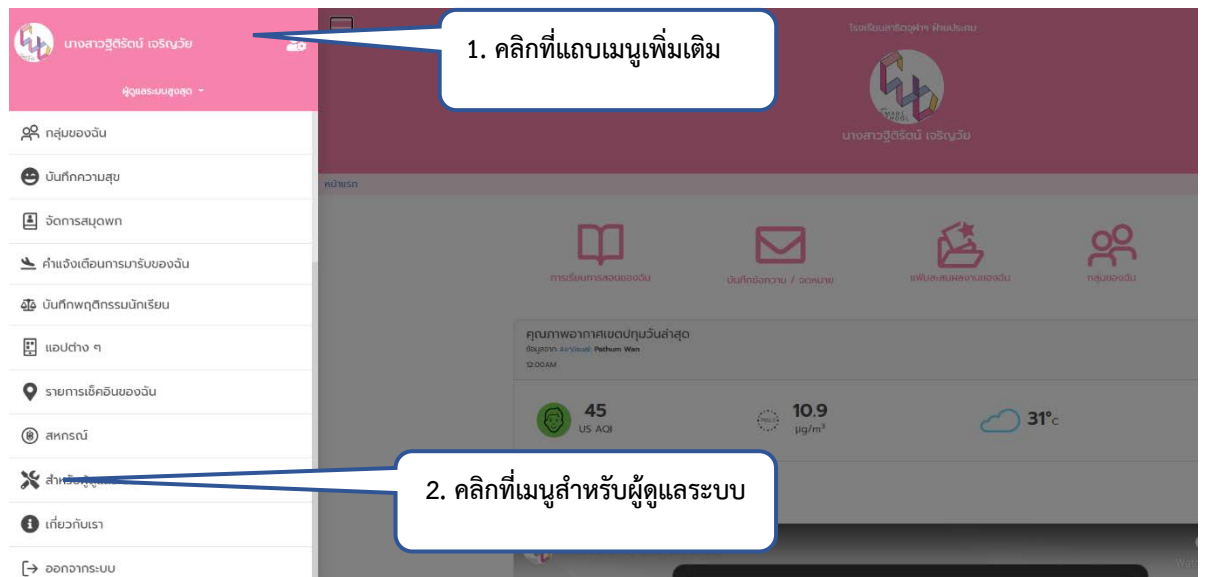 นางสาวฐิติรัตน์ เจริญวัย
ผู้ดูแลระบบสูงสุด
กลุ่มของฉัน
บันทึกความสุข
จัดการสมุดพก
คำแจ้งเตือนการมารับของฉัน
บันทึกพฤติกรรมนักเรียน
แอปต่าง ๆ
รายการเช็คอินของฉัน
สหกรณ์
เกี่ยวกับเรา
ออกจากระบบ
1. คลิกที่แถบเมนูเพิ่มเติม
2. คลิกที่เมนูสำหรับผู้ดูแลระบบ
โรงเรียนสาธิตจุฬาฯ ฝ่ายประถม
นางสาวฐิติรัตน์ เจริญวัย
หน้าแรก
การเรียนการสอนของฉัน
บันทึกข้อความ / จดหมาย
แฟ้มสะสมผลงานของฉัน
กลุ่มของฉัน
คุณภาพอากาศเขตปทุมวันล่าสุด
ข้อมูลจาก AirVisual: Pathum Wan
12:00 AM
45
US AQI
10.9
µg/m³
31°c